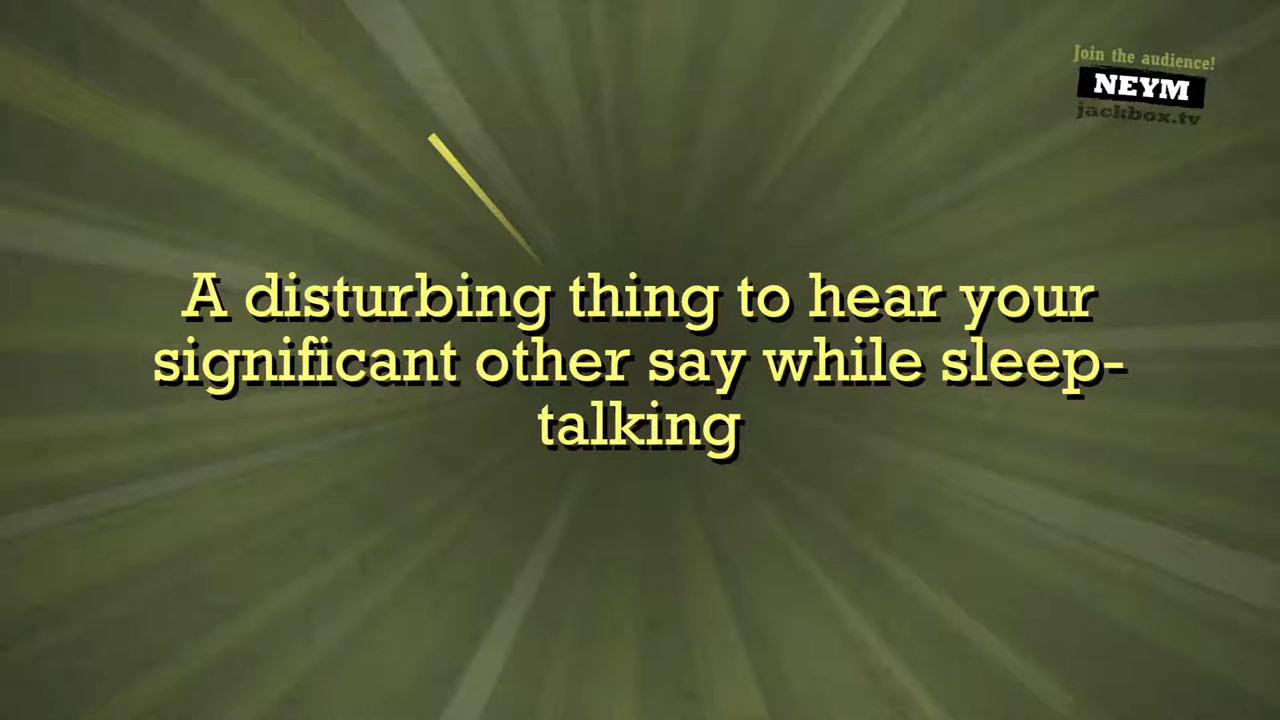 Join the audience!
NEYM
jackbox.tv
A disturbing thing to hear your
significant other say while sleep-
talking